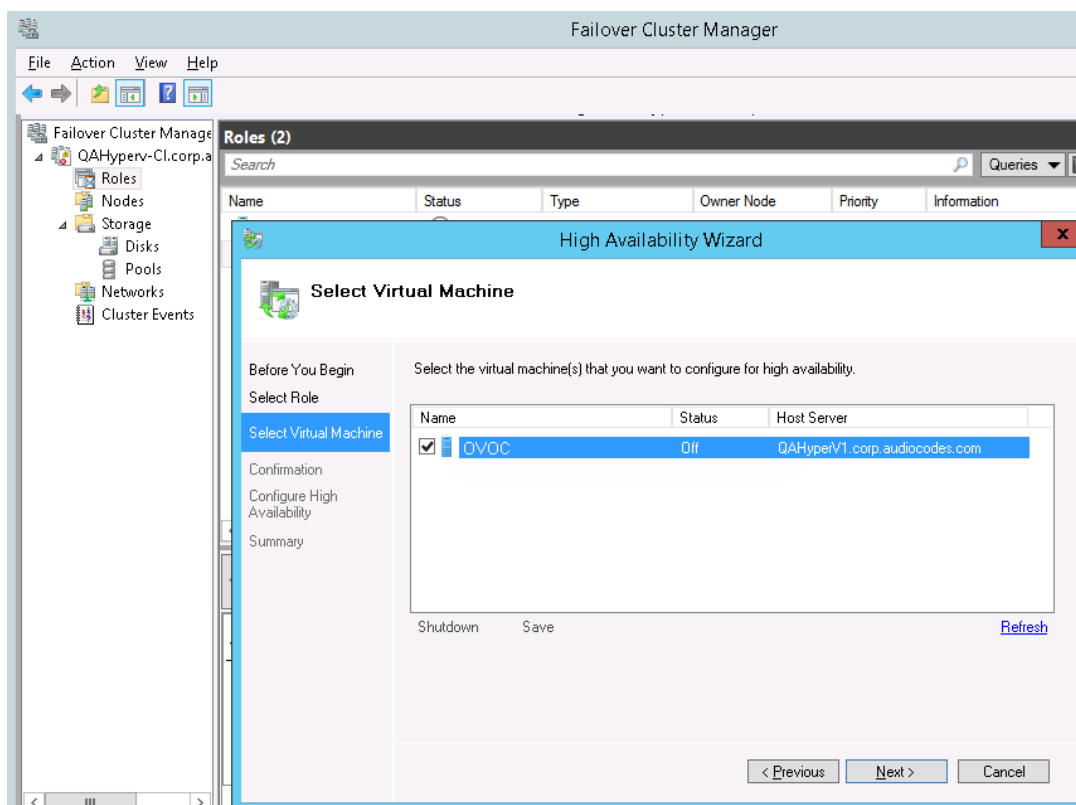 Failover Cluster Manager
File Action View Help
Failover Cluster Manage
QAHyperv-Cl.corp.a
Roles
Nodes
Storage
Disks
Pools
Networks
Cluster Events
Roles (2)
Search
Queries
Name Status Type Owner Node Priority Information
High Availability Wizard
x
Select Virtual Machine
Before You Begin
Select Role
Select Virtual Machine
Confirmation
Configure High
Availability
Summary
Select the virtual machine(s) that you want to configure for high availability.
Name Status Host Server
OVOC Off QAHyperV1.corp.audiocodes.com
Shutdown Save Refresh
< Previous Next > Cancel